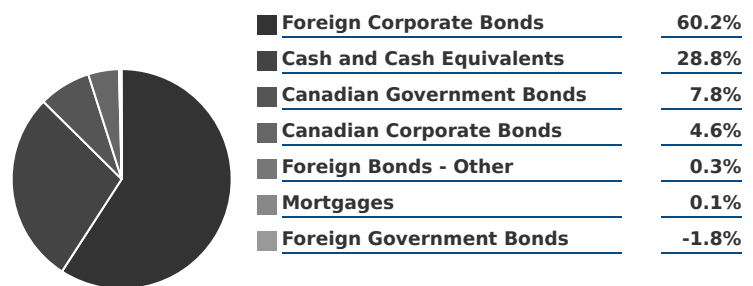 Foreign Corporate Bonds 60.2%
Cash and Cash Equivalents 28.8%
Canadian Government Bonds 7.8%
Canadian Corporate Bonds 4.6%
Foreign Bonds - Other 0.3%
Mortgages 0.1%
Foreign Government Bonds -1.8%